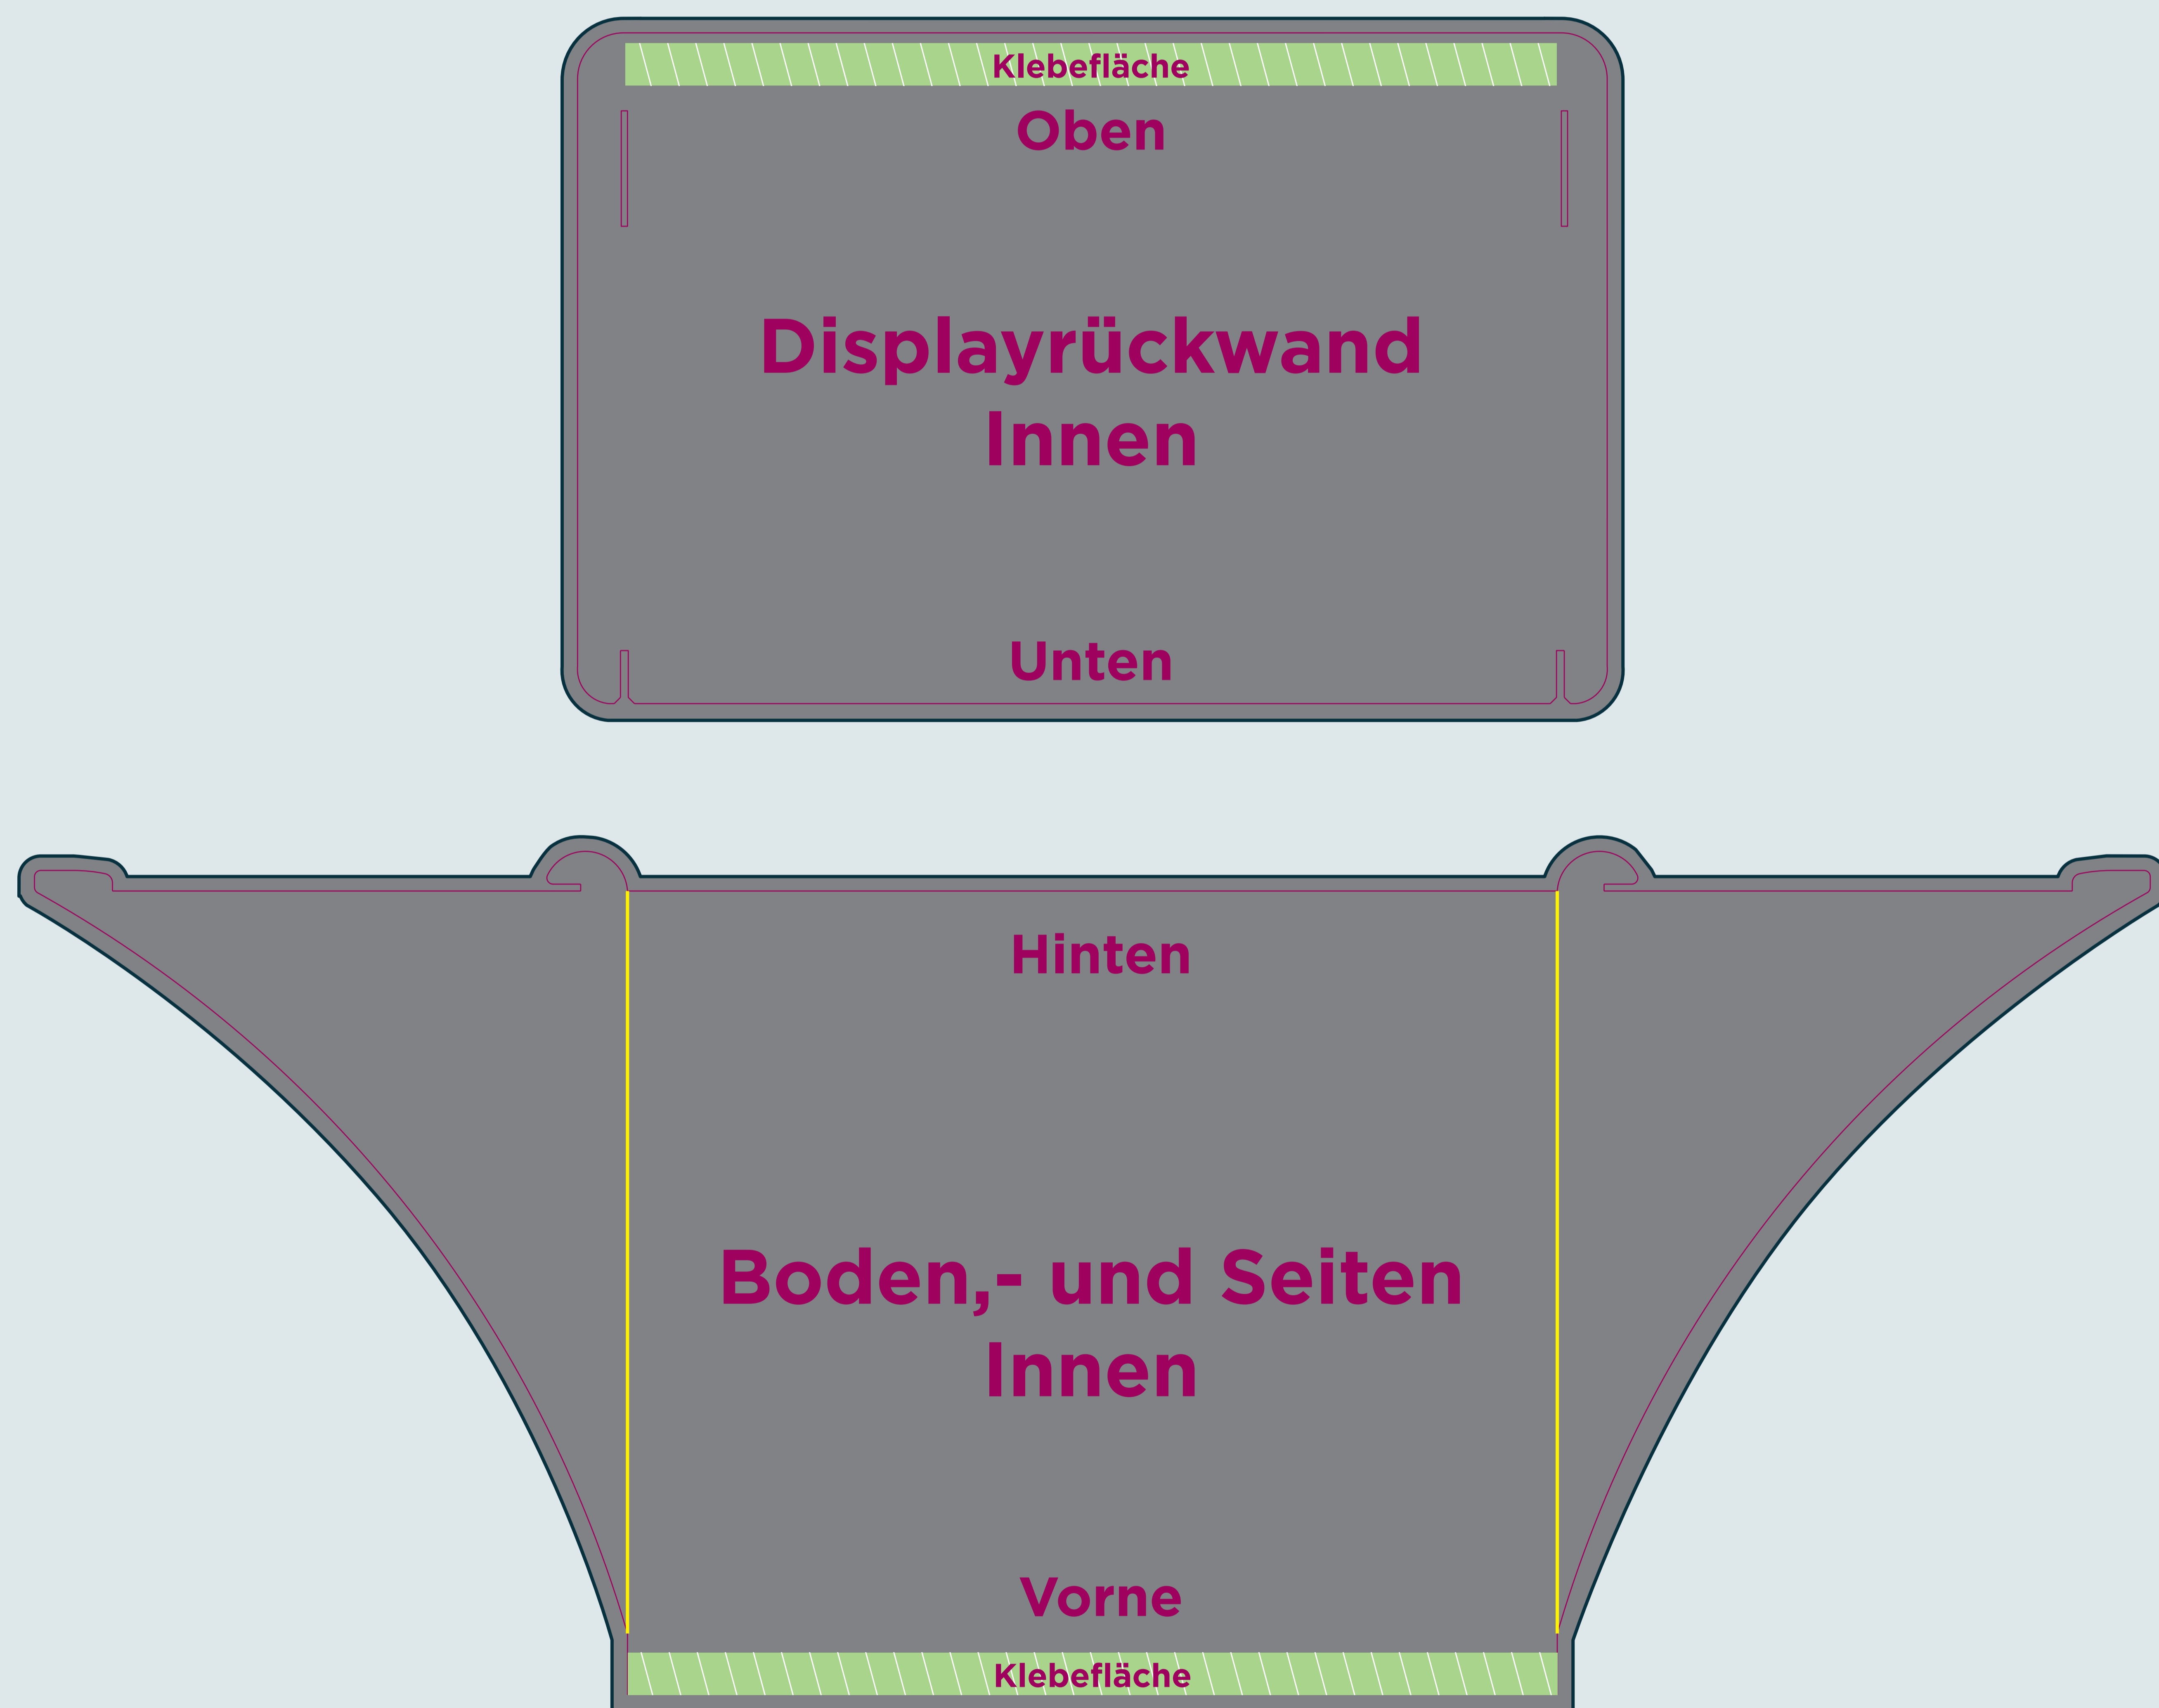 Klebefläche
Oben
Displayrückwand
Innen
Unten
Hinten
Boden,- und Seiten
Innen
Vorne
Klebefläche